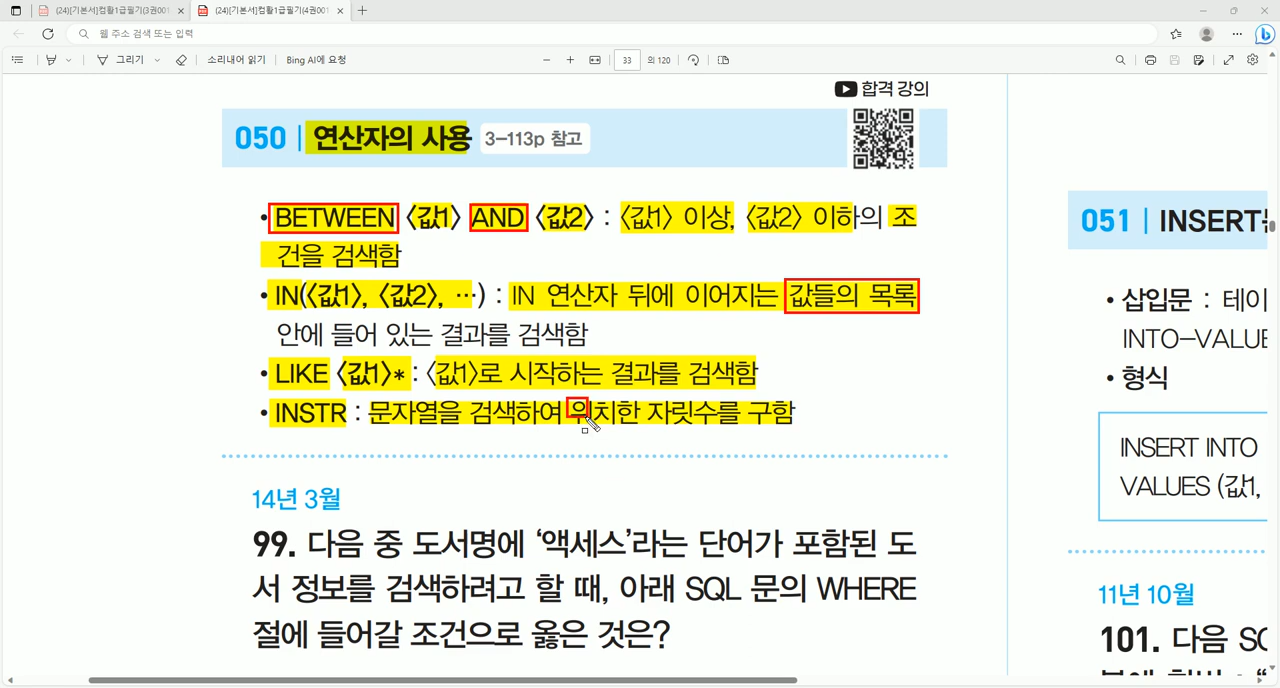 (24)[기본서]컴활1급필기(3권001
(24)[기본서]컴활1급필기(4권001
웹 주소 검색 또는 입력
그리기
소리내어 읽기
Bing AI에 요청
33 의 120
합격 강의
050 | 연산자의 사용 3-113p 참고
• BETWEEN 〈값1〉 AND 〈값2〉 : 〈값1〉 이상, 〈값2〉 이하의 조
건을 검색함
• IN(〈값1〉, 〈값2〉, …) : IN 연산자 뒤에 이어지는 값들의 목록
안에 들어 있는 결과를 검색함
• LIKE 〈값1〉* : 〈값1〉로 시작하는 결과를 검색함
• INSTR : 문자열을 검색하여 위치한 자릿수를 구함
14년 3월
99. 다음 중 도서명에 ‘액세스’라는 단어가 포함된 도
서 정보를 검색하려고 할 때, 아래 SQL 문의 WHERE
절에 들어갈 조건으로 옳은 것은?
051 | INSERT
• 삽입문 : 테이
INTO-VALUE
• 형식
INSERT INTO
VALUES (값1,
11년 10월
101. 다음 SQ